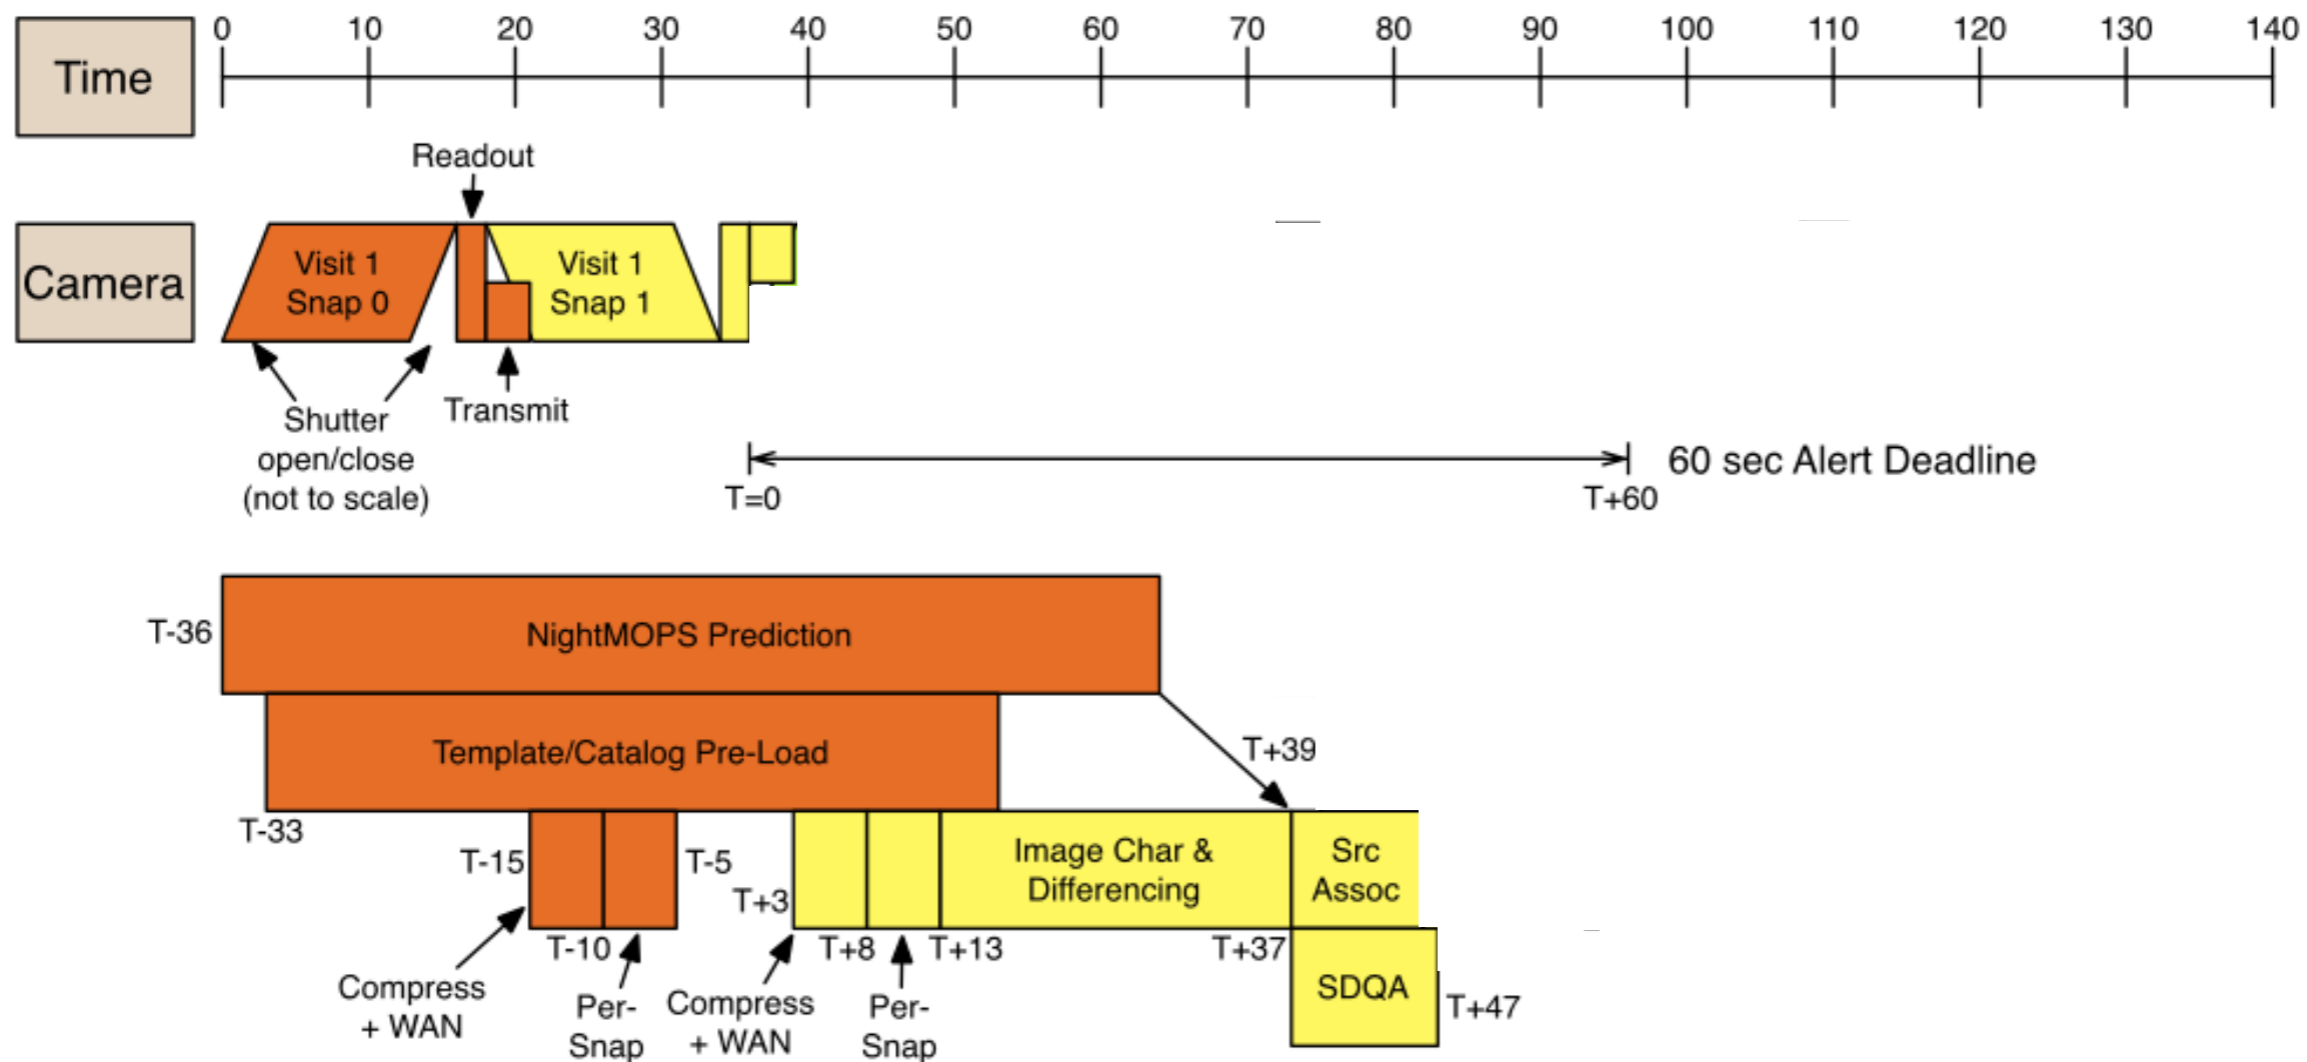 0 10 20 30 40 50 60 70 80 90 100 110 120 130 140
Time
Readout
Camera
Visit 1
Snap 0
Visit 1
Snap 1
Shutter
open/close
(not to scale)
Transmit
60 sec Alert Deadline
T=0
T+60
T-36
NightMOPS Prediction
Template/Catalog Pre-Load
T+39
T-33
T-15
T-5
T+3
Image Char &
Differencing
Src
Assoc
T-10
T+8
T+13
T+37
Compress
+ WAN
Per-
Snap
Compress
+ WAN
Per-
Snap
SDQA
T+47